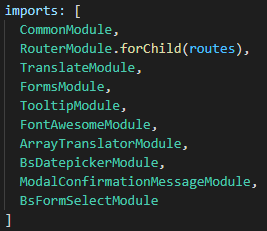 imports: [
  CommonModule,
  RouterModule.forChild(routes),
  TranslateModule,
  FormsModule,
  TooltipModule,
  FontAwesomeModule,
  ArrayTranslatorModule,
  BsDatepickerModule,
  ModalConfirmationMessageModule,
  BsFormSelectModule
]